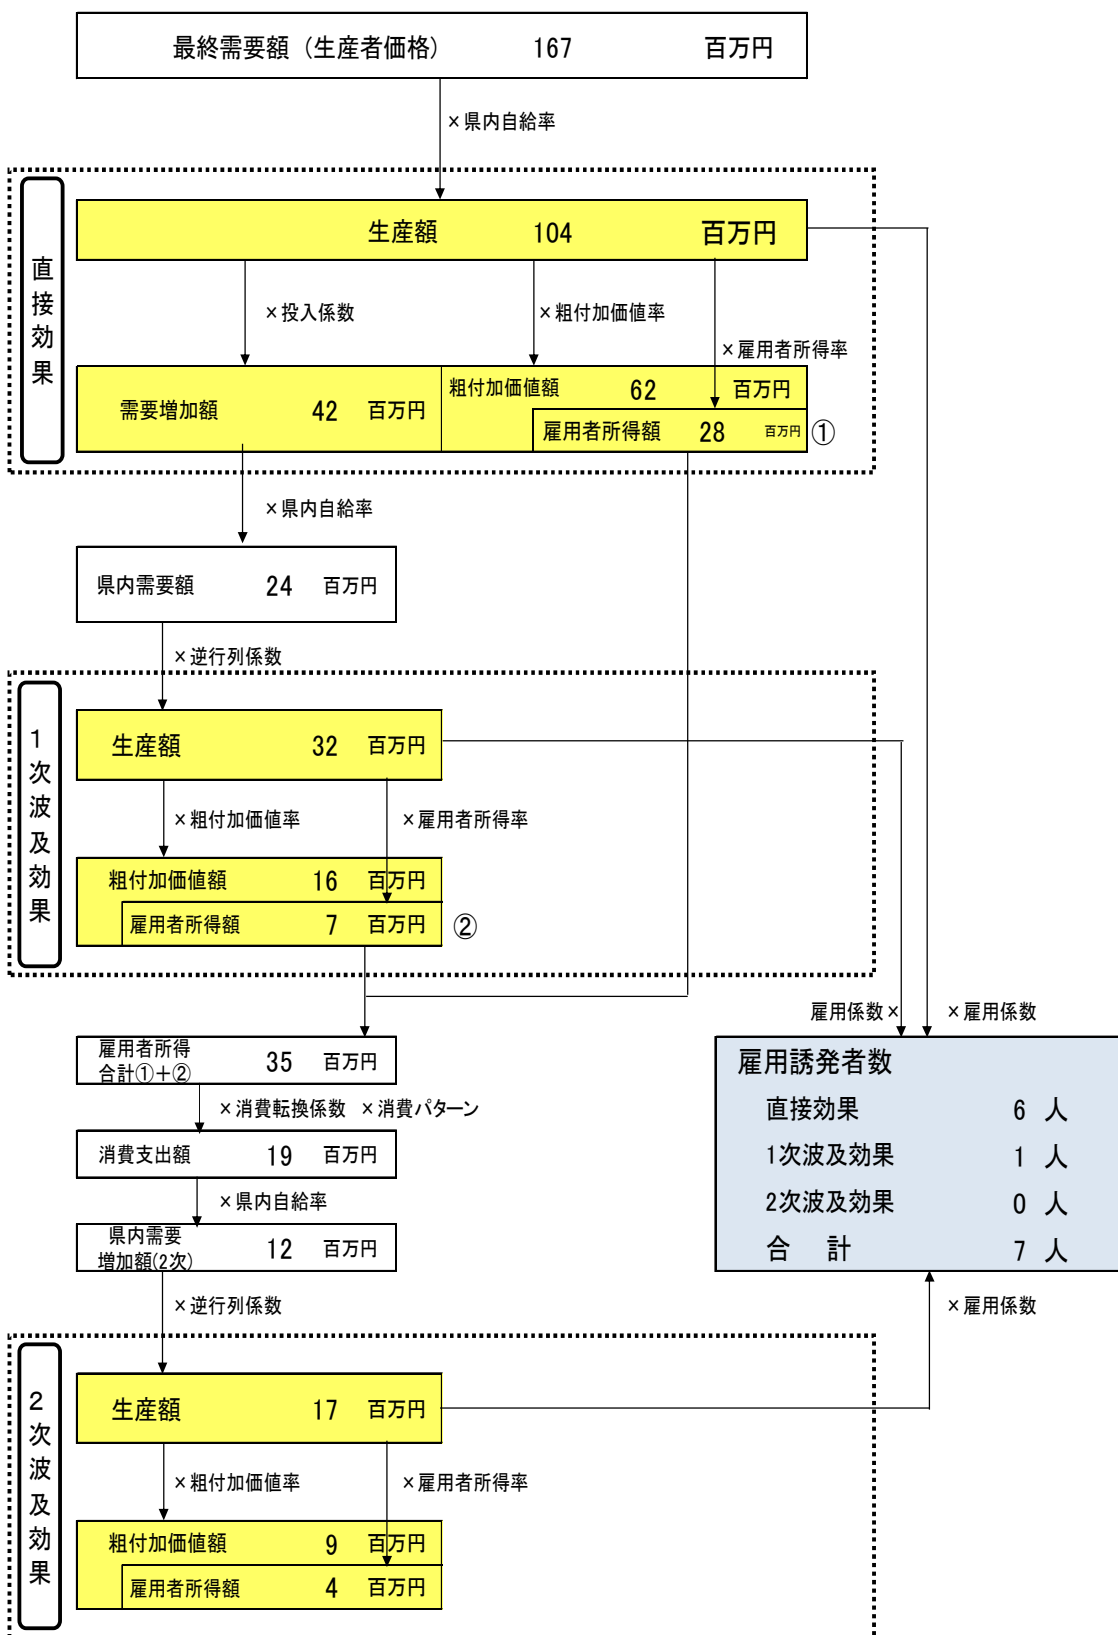 最終需要額（生産者価格） 167 百万円
×県内自給率
直接効果
生産額 104 百万円
×投入係数
×粗付加価値率
×雇用者所得率
需要増加額 42 百万円
粗付加価値額 62 百万円
雇用者所得額 28 百万円 ①
×県内自給率
県内需要額 24 百万円
×逆行列係数
1次波及効果
生産額 32 百万円
×粗付加価値率
×雇用者所得率
粗付加価値額 16 百万円
雇用者所得額 7 百万円 ②
雇用係数×
×雇用係数
雇用者所得
合計①＋② 35 百万円
×消費転換係数 ×消費パターン
消費支出額 19 百万円
×県内自給率
県内需要
増加額(2次) 12 百万円
雇用誘発者数
直接効果 6 人
1次波及効果 1 人
2次波及効果 0 人
合 計 7 人
×逆行列係数
×雇用係数
2次波及効果
生産額 17 百万円
×粗付加価値率
×雇用者所得率
粗付加価値額 9 百万円
雇用者所得額 4 百万円